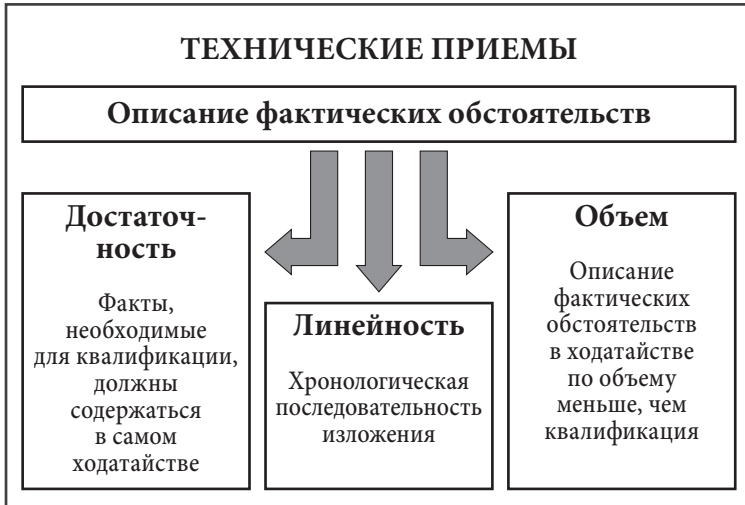 ТЕХНИЧЕСКИЕ ПРИЕМЫ
Описание фактических обстоятельств
Достаточ-
ность
Факты,
необходимые
для квалификации,
должны
содержаться
в самом
ходатайстве
Линейность
Хронологическая
последовательность
изложения
Объем
Описание
фактических
обстоятельств
в ходатайстве
по объему
меньше, чем
квалификация